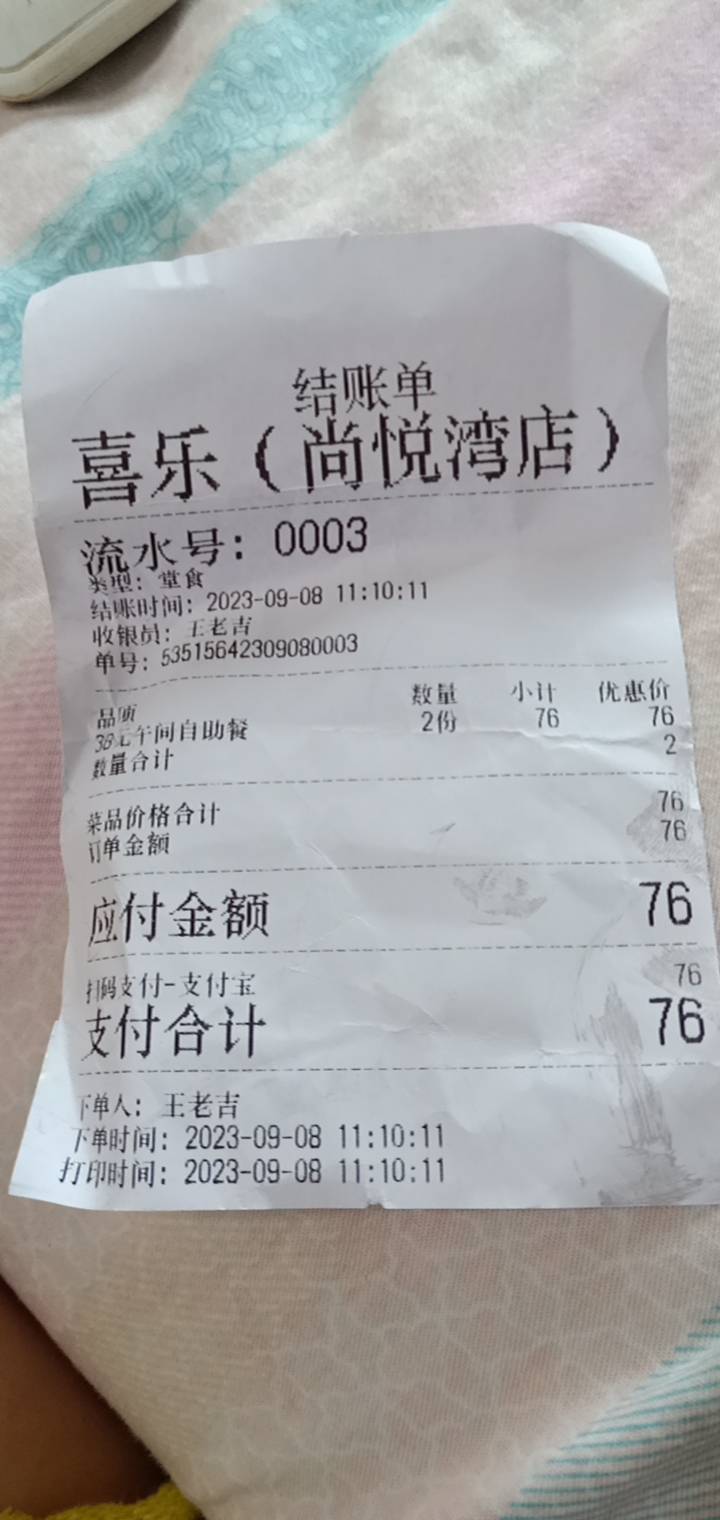 结账单
喜乐（尚悦湾店）
流水号：0003
类型：堂食
结账时间：2023-09-08 11:10:11
收银员：王老吉
单号：53515642309080003
品项 数量 小计 优惠价
38元午间自助餐 2份 76 76
数量合计 2
菜品价格合计 76
订单金额 76
应付金额 76
扫码支付-支付宝 76
支付合计 76
下单人：王老吉
下单时间：2023-09-08 11:10:11
打印时间：2023-09-08 11:10:11